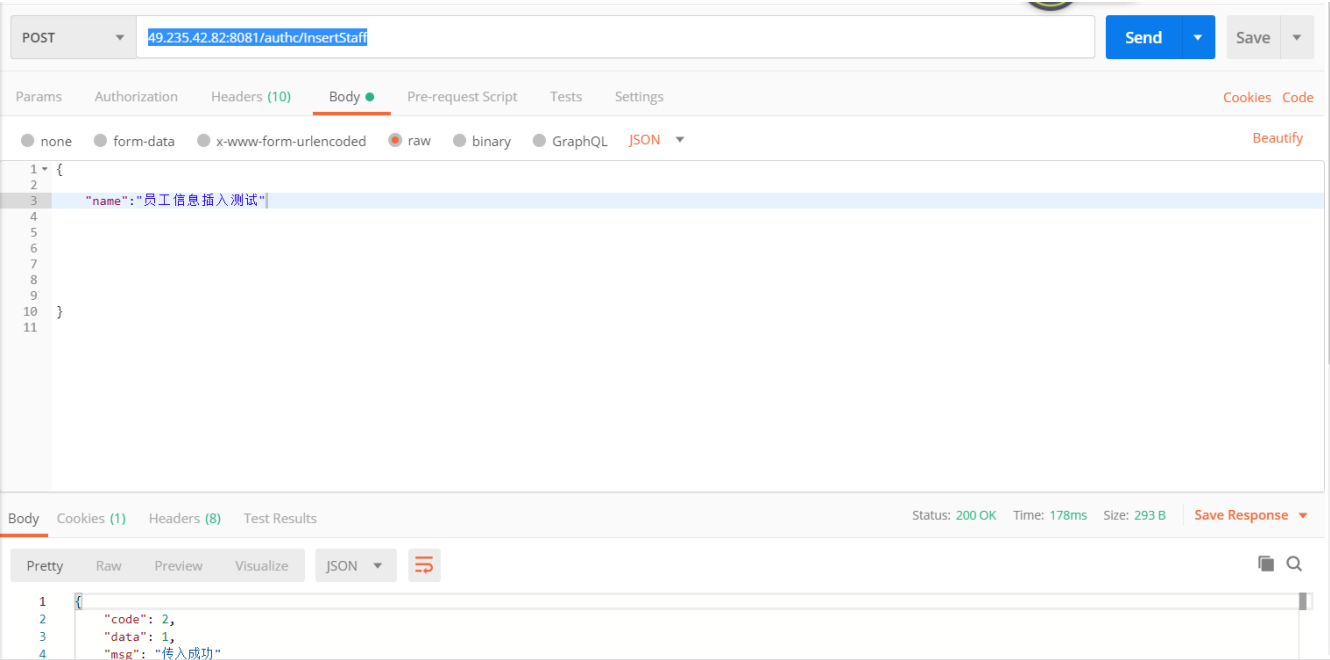 POST 49.235.42.82:8081/authc/InsertStaff Send Save
Params Authorization Headers (10) Body Pre-request Script Tests Settings Cookies Code
none form-data x-www-form-urlencoded raw binary GraphQL JSON Beautify
1 {
2
3 "name":"员工信息插入测试"
4
5
6
7
8
9
10 }
11
Body Cookies (1) Headers (8) Test Results Status: 200 OK Time: 178ms Size: 293 B Save Response
Pretty Raw Preview Visualize JSON
1 {
2 "code": 2,
3 "data": 1,
4 "msg": "传入成功"